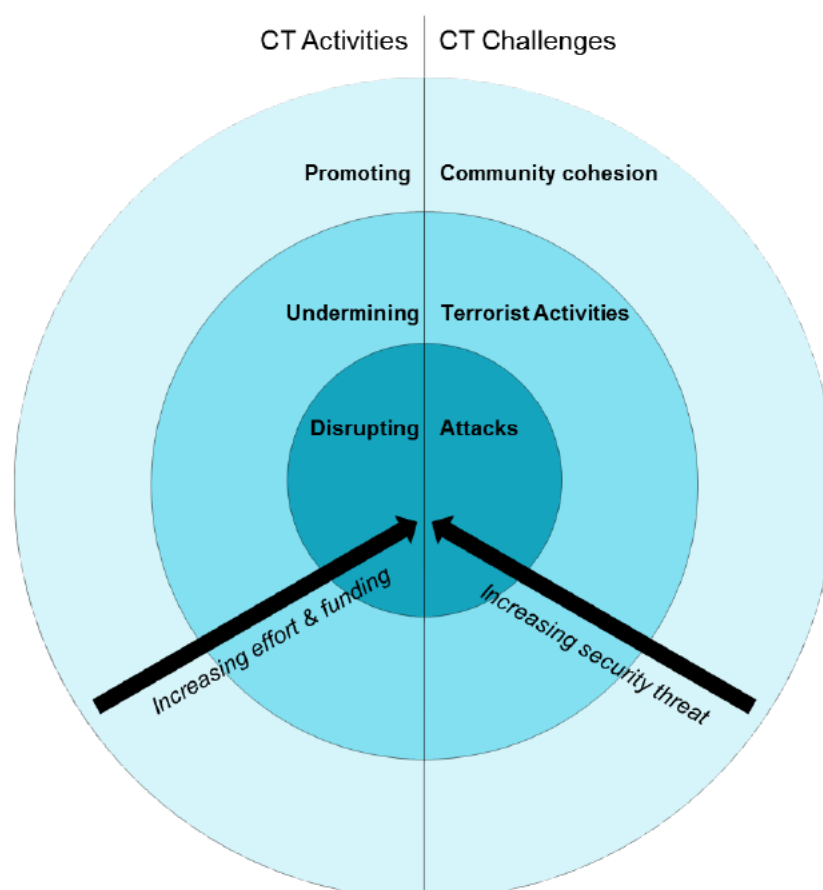 CT Activities CT Challenges
Promoting Community cohesion
Undermining Terrorist Activities
Disrupting Attacks
Increasing effort & funding
Increasing security threat